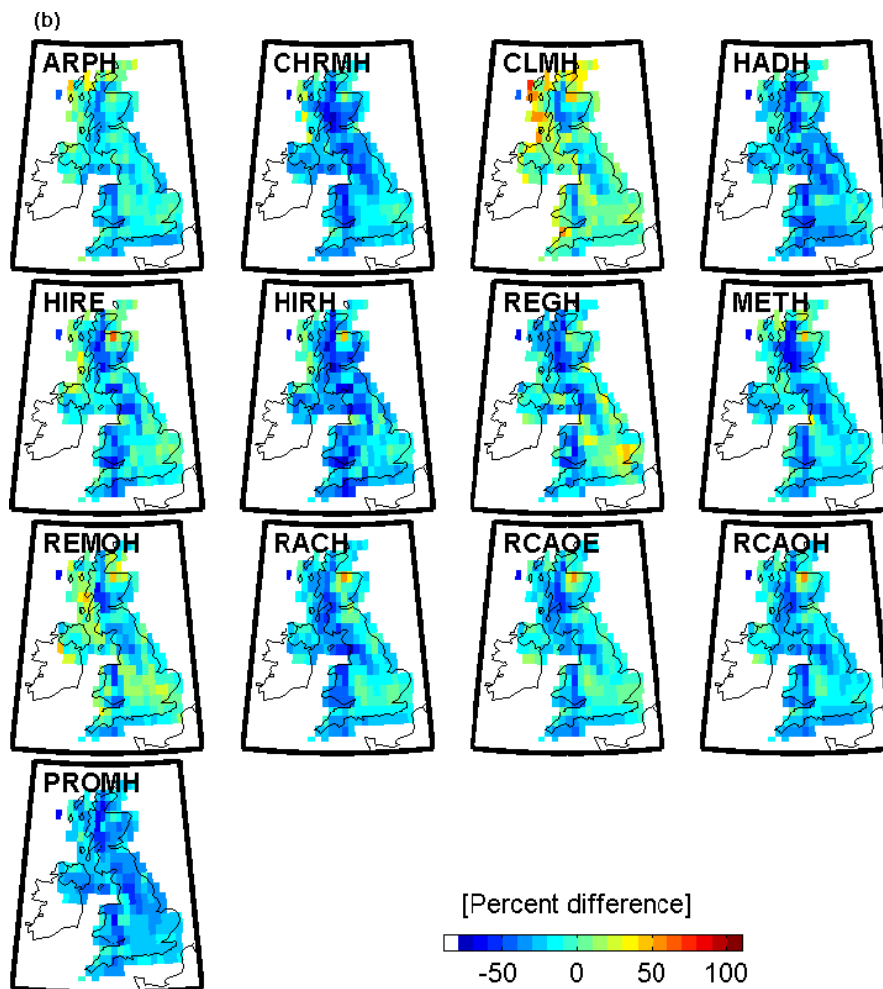 (b)
ARPH CHRMH CLMH HADH
HIRE HIRH REGH METH
REMOH RACH RCAOE RCAOH
PROMH
[Percent difference]
-50 0 50 100